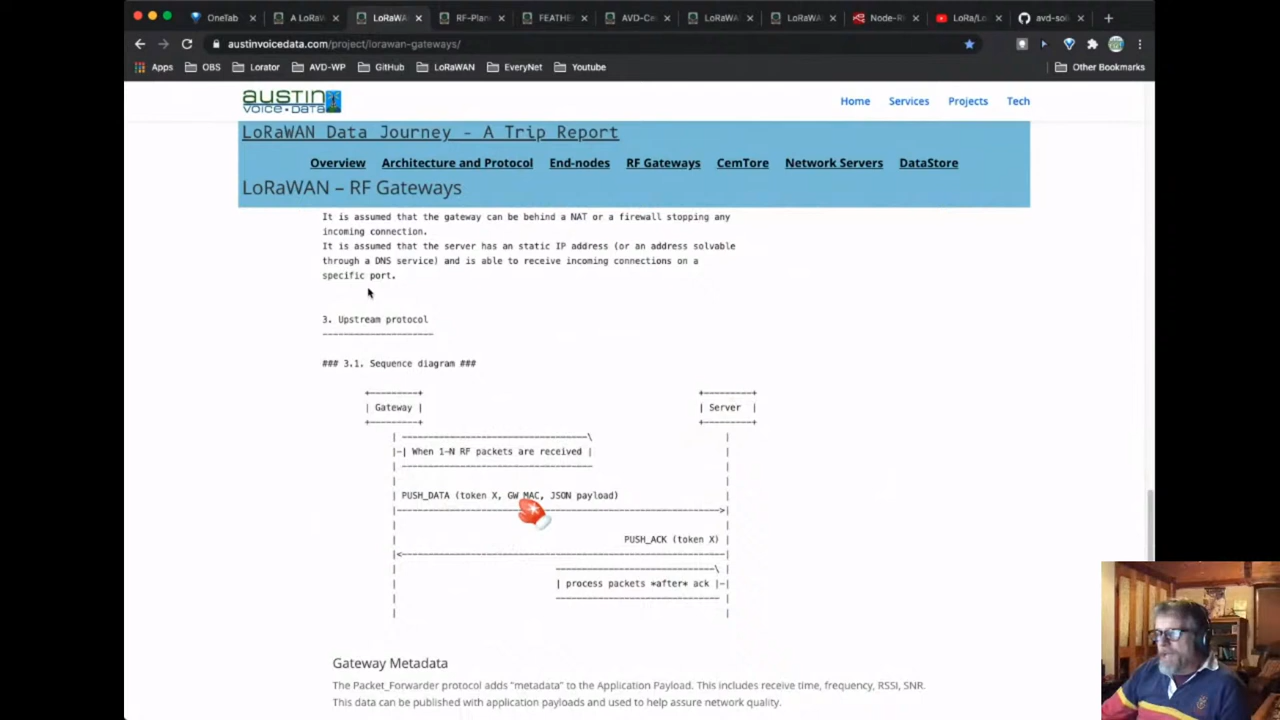 OneTab
A LoRaW
LoRaWA
RF-Plan
FEATHE
AVD-Ce
LoRaWA
LoRaWA
Node-R
LoRa/Lo
avd-soi
austinvoicedata.com/project/lorawan-gateways/
Apps OBS Lorator AVD-WP GitHub LoRaWAN EveryNet Youtube Other Bookmarks
austin
VOICE • DATA
Home Services Projects Tech
LoRaWAN Data Journey - A Trip Report
Overview Architecture and Protocol End-nodes RF Gateways CemTore Network Servers DataStore
LoRaWAN – RF Gateways
It is assumed that the gateway can be behind a NAT or a firewall stopping any
incoming connection.
It is assumed that the server has an static IP address (or an address solvable
through a DNS service) and is able to receive incoming connections on a
specific port.
3. Upstream protocol
### 3.1. Sequence diagram ###
Gateway
Server
When 1-N RF packets are received
PUSH_DATA (token X, GW MAC, JSON payload)
PUSH_ACK (token X)
process packets *after* ack
Gateway Metadata
The Packet_Forwarder protocol adds "metadata" to the Application Payload. This includes receive time, frequency, RSSI, SNR.
This data can be published with application payloads and used to help assure network quality.